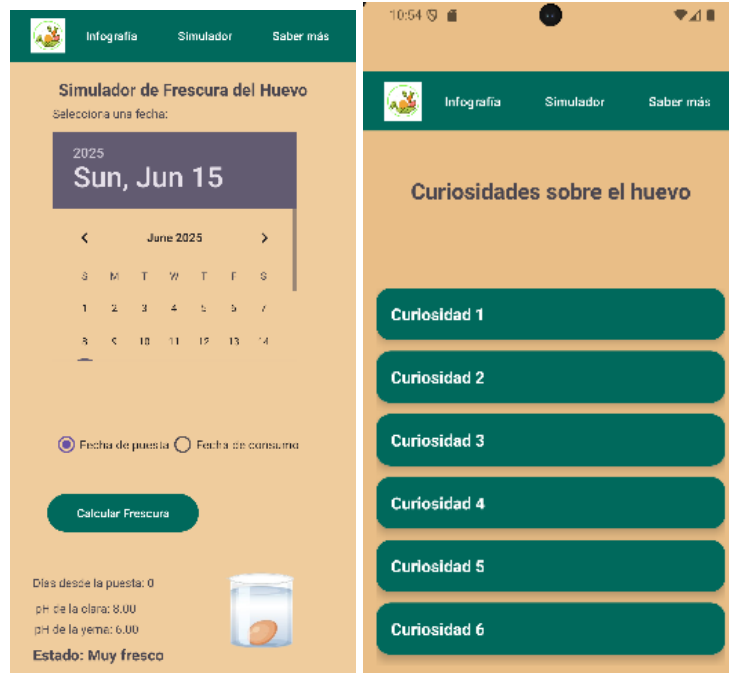 Infografía Simulador Saber más
Simulador de Frescura del Huevo
Selecciona una fecha:
2025
Sun, Jun 15
June 2025
S M T W T F S
1 2 3 4 5 6 7
8 9 10 11 12 13 14
Fecha de puesta Fecha de consumo
Calcular Frescura
Días desde la puesta: 0
pH de la clara: 8.00
pH de la yema: 6.00
Estado: Muy fresco
10:54
Infografía Simulador Saber más
Curiosidades sobre el huevo
Curiosidad 1
Curiosidad 2
Curiosidad 3
Curiosidad 4
Curiosidad 5
Curiosidad 6